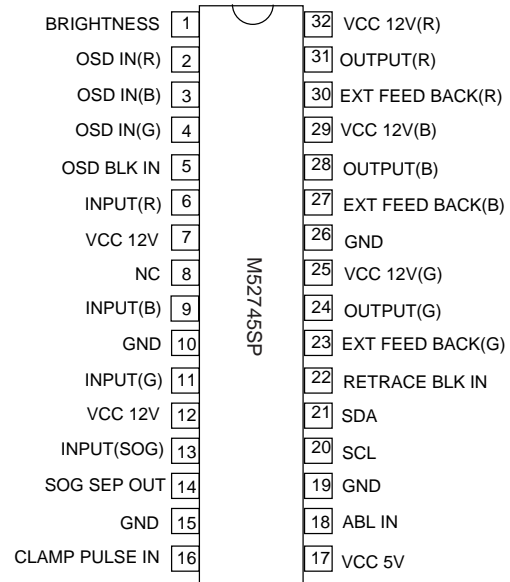 BRIGHTNESS 1 32 VCC 12V(R)
OSD IN(R) 2 31 OUTPUT(R)
OSD IN(B) 3 30 EXT FEED BACK(R)
OSD IN(G) 4 29 VCC 12V(B)
OSD BLK IN 5 28 OUTPUT(B)
INPUT(R) 6 27 EXT FEED BACK(B)
VCC 12V 7 26 GND
NC 8 25 VCC 12V(G)
M52745SP
INPUT(B) 9 24 OUTPUT(G)
GND 10 23 EXT FEED BACK(G)
INPUT(G) 11 22 RETRACE BLK IN
VCC 12V 12 21 SDA
INPUT(SOG) 13 20 SCL
SOG SEP OUT 14 19 GND
GND 15 18 ABL IN
CLAMP PULSE IN 16 17 VCC 5V